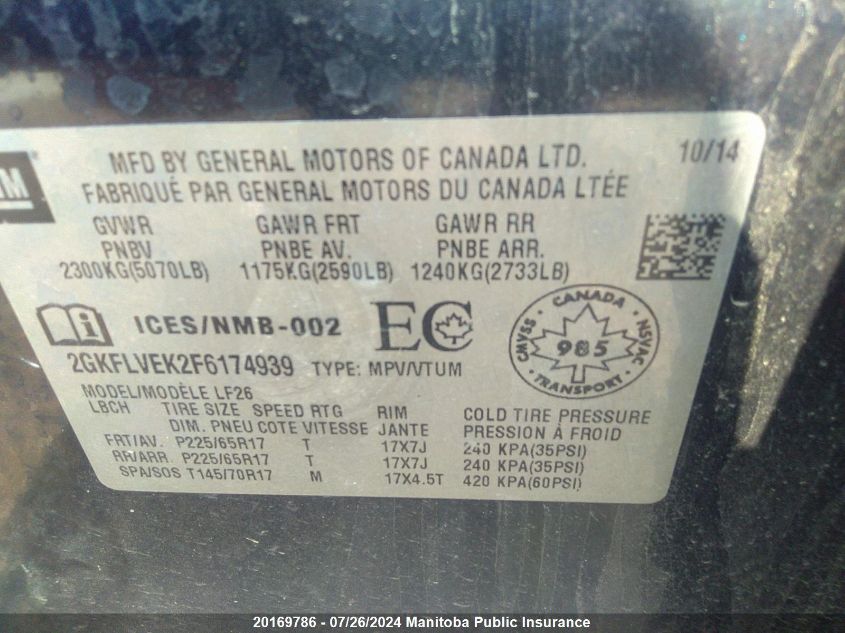 GM
MFD BY GENERAL MOTORS OF CANADA LTD. 10/14
FABRIQUÉ PAR GENERAL MOTORS DU CANADA LTÉE
GVWR GAWR FRT GAWR RR
PNBV PNBE AV. PNBE ARR.
2300KG(5070LB) 1175KG(2590LB) 1240KG(2733LB)
ICES/NMB-002 EC
CANADA
CMVSS 985 NSVAC
TRANSPORT
2GKFLVEK2F6174939 TYPE: MPV/VTUM
MODEL/MODÈLE LF26
LBCH TIRE SIZE SPEED RTG RIM COLD TIRE PRESSURE
DIM. PNEU COTE VITESSE JANTE PRESSION À FROID
FRT/AV. P225/65R17 T 17X7J 240 KPA(35PSI)
RR/ARR. P225/65R17 T 17X7J 240 KPA(35PSI)
SPA/SOS T145/70R17 M 17X4.5T 420 KPA(60PSI)
20169786 - 07/26/2024 Manitoba Public Insurance